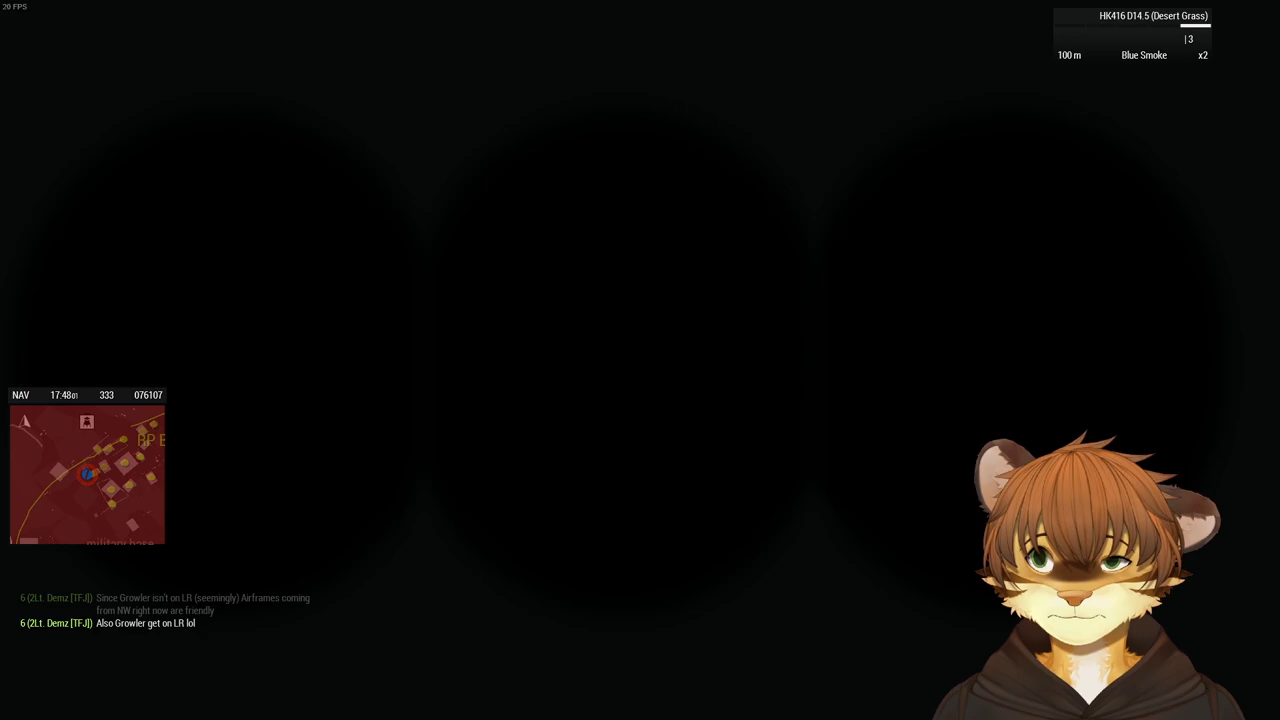 20 FPS
HK416 D14.5 (Desert Grass)
| 3
100 m Blue Smoke x2
NAV 17:48 01 333 076107
RP E
military base
6 (2Lt. Demz [TFJ]) Since Growler isn't on LR (seemingly) Airframes coming
from NW right now are friendly
6 (2Lt. Demz [TFJ]) Also Growler get on LR lol